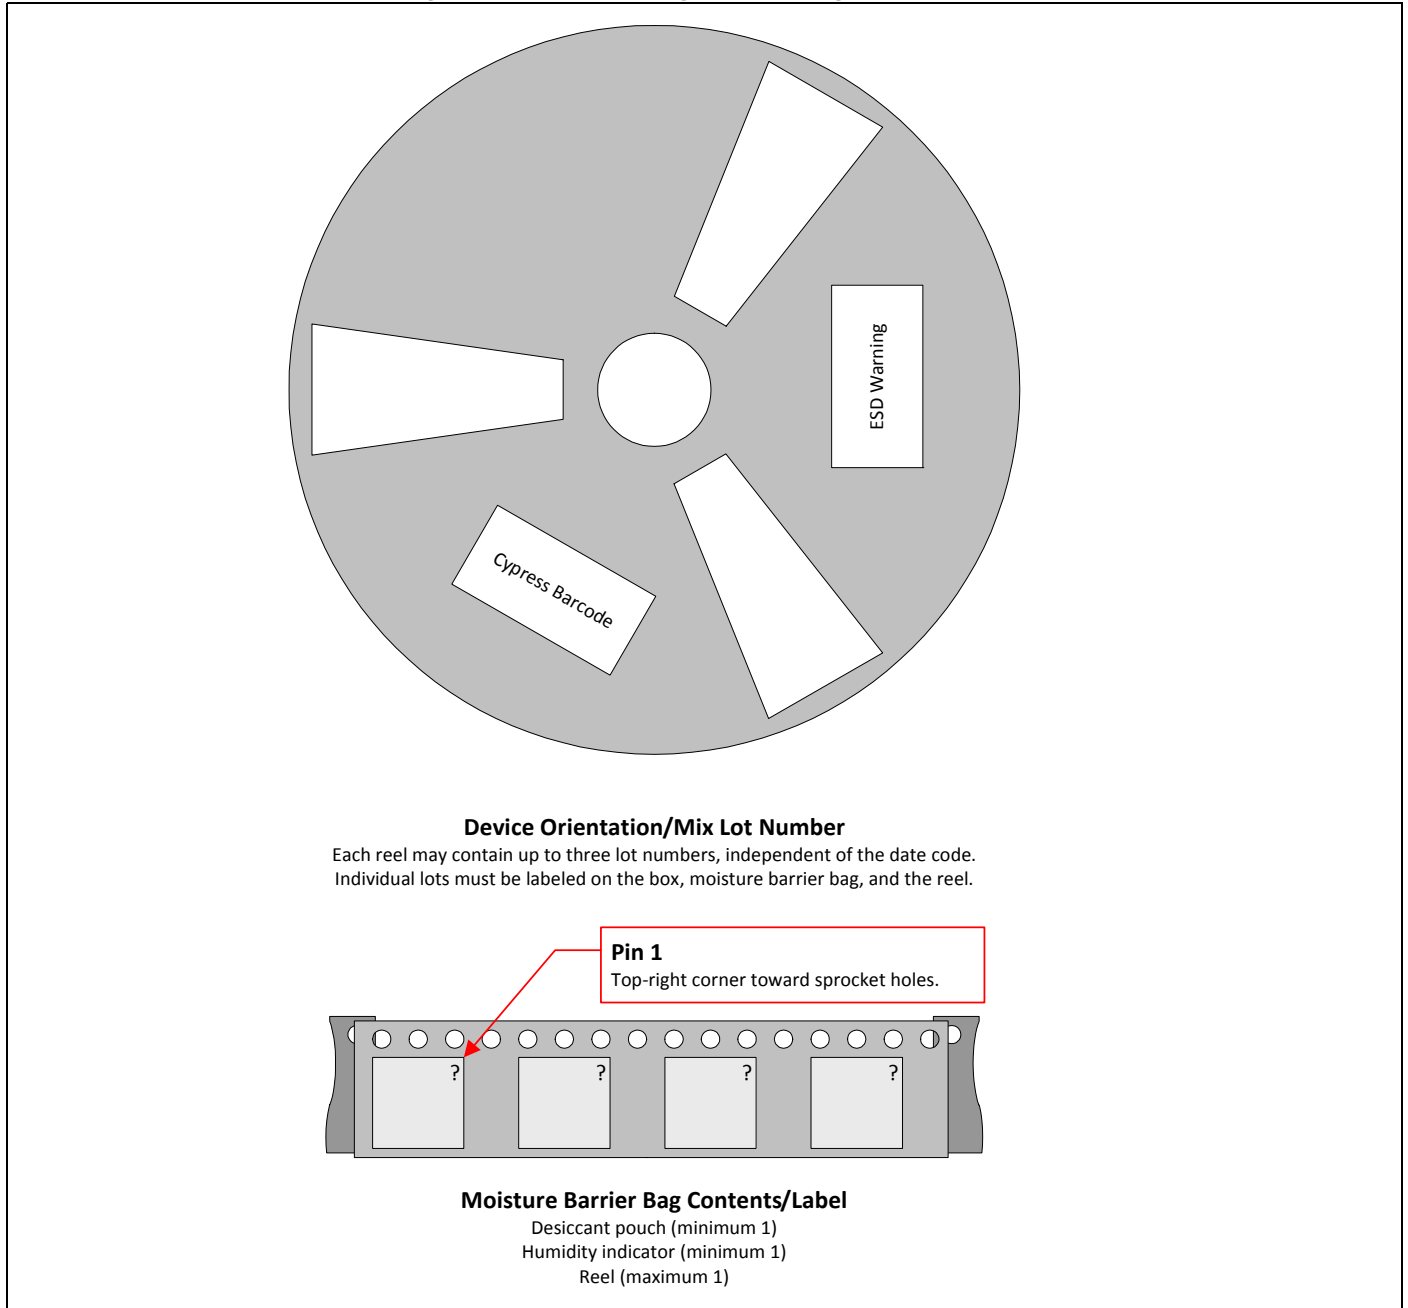 ESD Warning
Cypress Barcode
Device Orientation/Mix Lot Number
Each reel may contain up to three lot numbers, independent of the date code.
Individual lots must be labeled on the box, moisture barrier bag, and the reel.
Pin 1
Top-right corner toward sprocket holes.
? ? ? ?
Moisture Barrier Bag Contents/Label
Desiccant pouch (minimum 1)
Humidity indicator (minimum 1)
Reel (maximum 1)